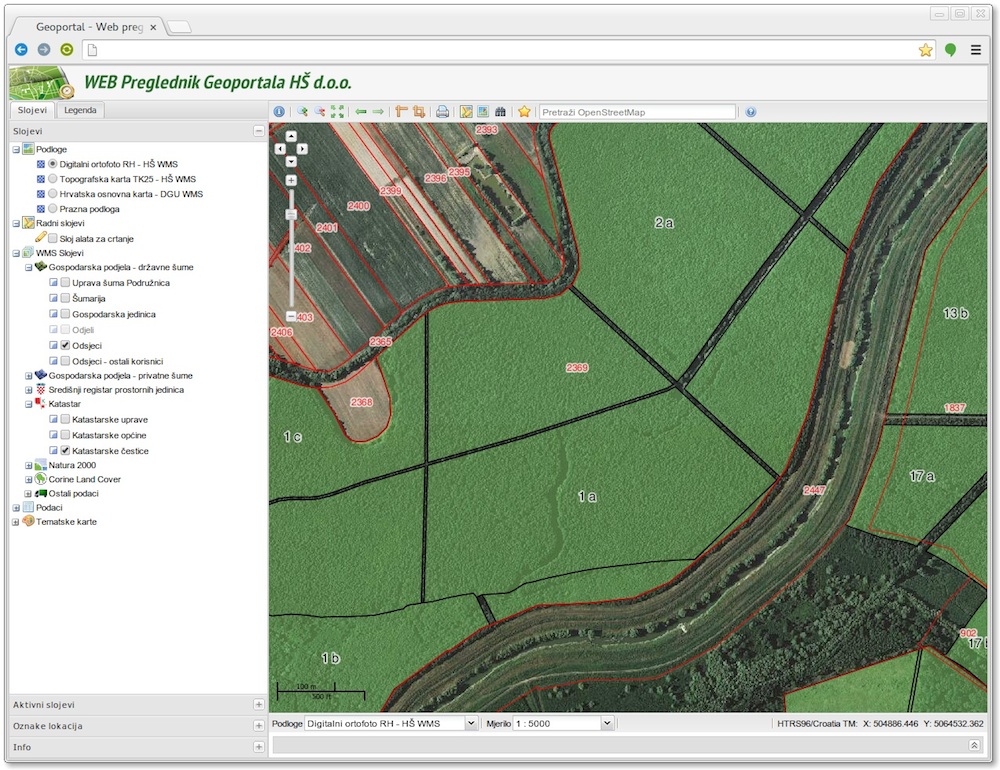 Geoportal - Web preg
WEB Preglednik Geoportala HŠ d.o.o.
Slojevi
Legenda
Pretraži OpenStreetMap
Slojevi
Podloge
Digitalni ortofoto RH - HŠ WMS
Topografska karta TK25 - HŠ WMS
Hrvatska osnovna karta - DGU WMS
Prazna podloga
Radni slojevi
Sloj alata za crtanje
WMS Slojevi
Gospodarska podjela - državne šume
Uprava šuma Podružnica
Šumarija
Gospodarska jedinica
Odjeli
Odsjeci
Odsjeci - ostali korisnici
Gospodarska podjela - privatne šume
Središnji registar prostornih jedinica
Katastar
Katastarske uprave
Katastarske općine
Katastarske čestice
Natura 2000
Corine Land Cover
Ostali podaci
Podaci
Tematske karte
Aktivni slojevi
Oznake lokacija
Info
2393
2395
2396
2399
2400
2401
402
403
2406
2365
2368
2369
2 a
13 b
1837
1 c
1 a
17 a
2447
902
17 b
1 b
100 m
500 ft
Podloge Digitalni ortofoto RH - HŠ WMS
Mjerilo 1 : 5000
HTRS96/Croatia TM: X: 504886.446 Y: 5064532.362